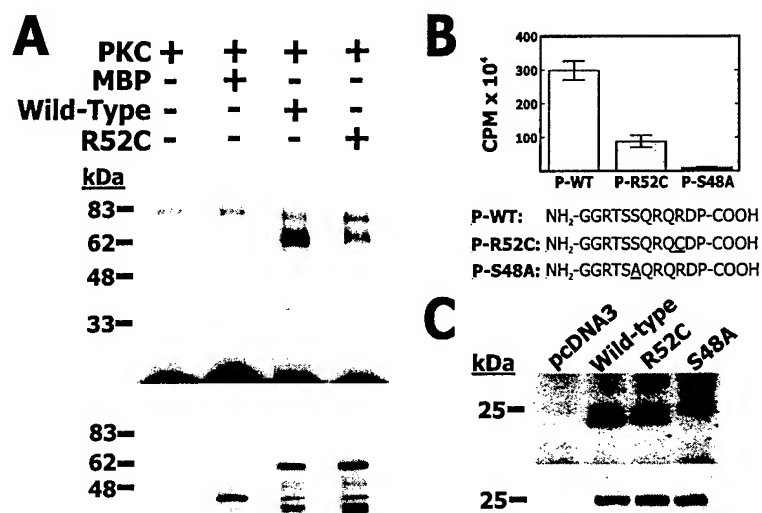 A
PKC + + + +
MBP - + - -
Wild-Type - - + -
R52C - - - +
kDa
83
62
48
33
83
62
48
B
CPM x 10⁴
400
300
200
100
P-WT P-R52C P-S48A
P-WT: NH₂-GGRTSSQRQRDP-COOH
P-R52C: NH₂-GGRTSSQRQCDP-COOH
P-S48A: NH₂-GGRTSAQRQRDP-COOH
C
pcDNA3 Wild-type R52C S48A
kDa
25
25